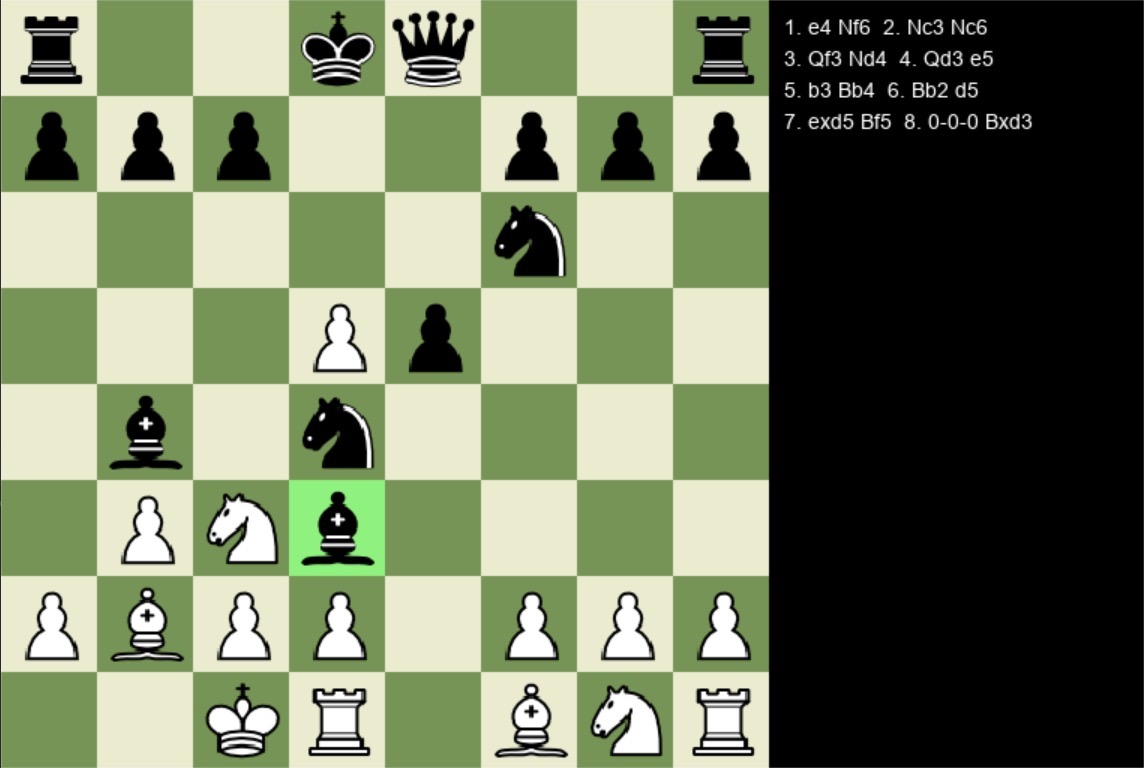 1. e4 Nf6 2. Nc3 Nc6
3. Qf3 Nd4 4. Qd3 e5
5. b3 Bb4 6. Bb2 d5
7. exd5 Bf5 8. 0-0-0 Bxd3